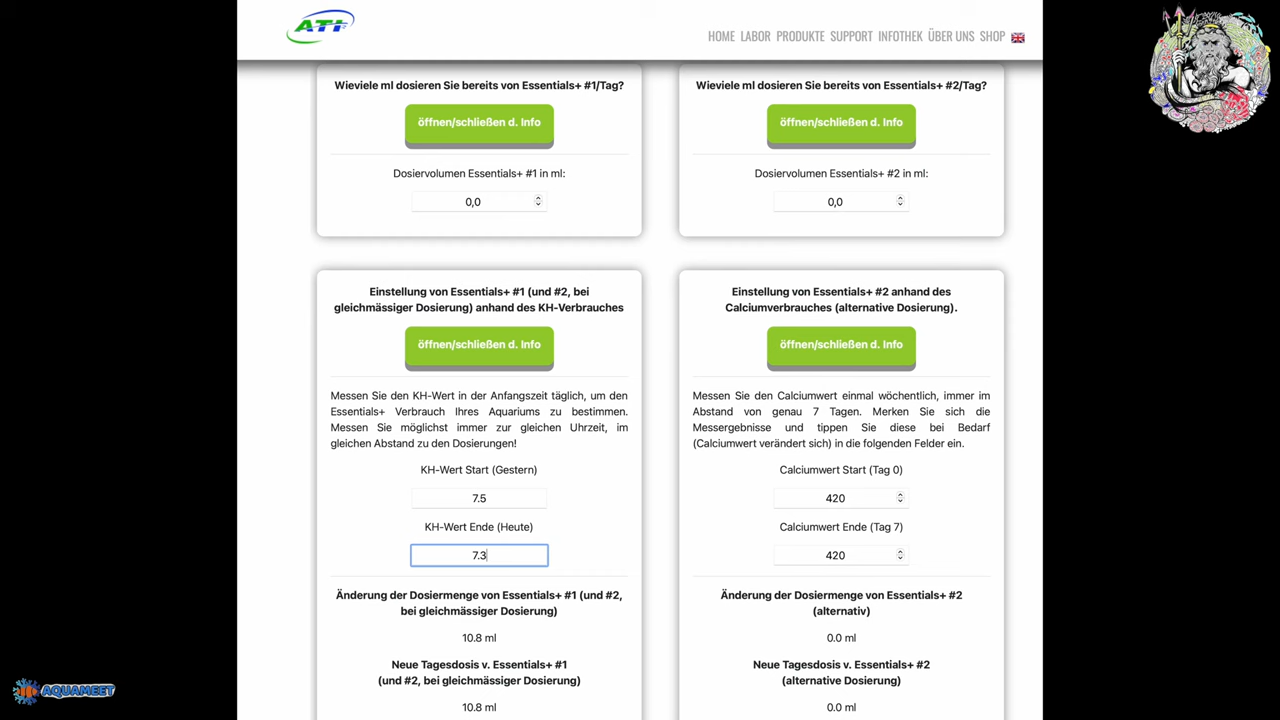 ATI
HOME LABOR PRODUKTE SUPPORT INFOTHEK ÜBER UNS SHOP
Wieviele ml dosieren Sie bereits von Essentials+ #1/Tag?
öffnen/schließen d. Info
Dosiervolumen Essentials+ #1 in ml:
0,0
Wieviele ml dosieren Sie bereits von Essentials+ #2/Tag?
öffnen/schließen d. Info
Dosiervolumen Essentials+ #2 in ml:
0,0
Einstellung von Essentials+ #1 (und #2, bei
gleichmässiger Dosierung) anhand des KH-Verbrauches
öffnen/schließen d. Info
Messen Sie den KH-Wert in der Anfangszeit täglich, um den
Essentials+ Verbrauch Ihres Aquariums zu bestimmen.
Messen Sie möglichst immer zur gleichen Uhrzeit, im
gleichen Abstand zu den Dosierungen!
KH-Wert Start (Gestern)
7.5
KH-Wert Ende (Heute)
7.3
Änderung der Dosiermenge von Essentials+ #1 (und #2,
bei gleichmässiger Dosierung)
10.8 ml
Neue Tagesdosis v. Essentials+ #1
(und #2, bei gleichmässiger Dosierung)
10.8 ml
Einstellung von Essentials+ #2 anhand des
Calciumverbrauches (alternative Dosierung).
öffnen/schließen d. Info
Messen Sie den Calciumwert einmal wöchentlich, immer im
Abstand von genau 7 Tagen. Merken Sie sich die
Messergebnisse und tippen Sie diese bei Bedarf
(Calciumwert verändert sich) in die folgenden Felder ein.
Calciumwert Start (Tag 0)
420
Calciumwert Ende (Tag 7)
420
Änderung der Dosiermenge von Essentials+ #2
(alternativ)
0.0 ml
Neue Tagesdosis v. Essentials+ #2
(alternative Dosierung)
0.0 ml
AQUAMEET